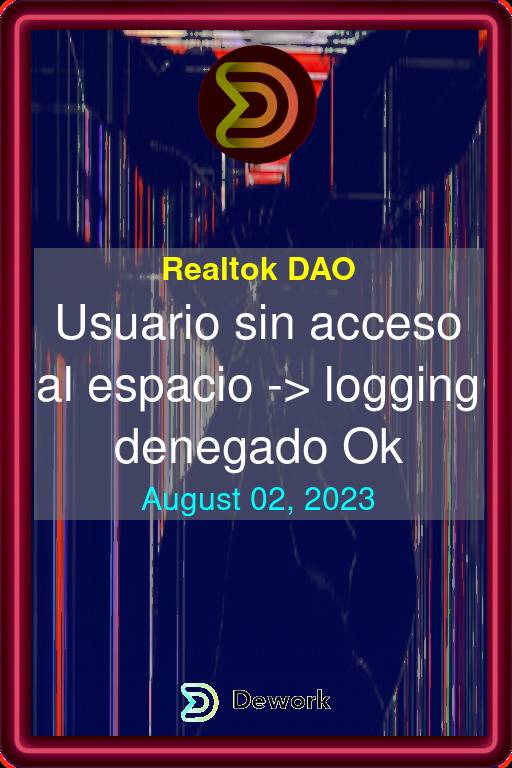 Realtok DAO
Usuario sin acceso
al espacio -> logging
denegado Ok
August 02, 2023
Dework